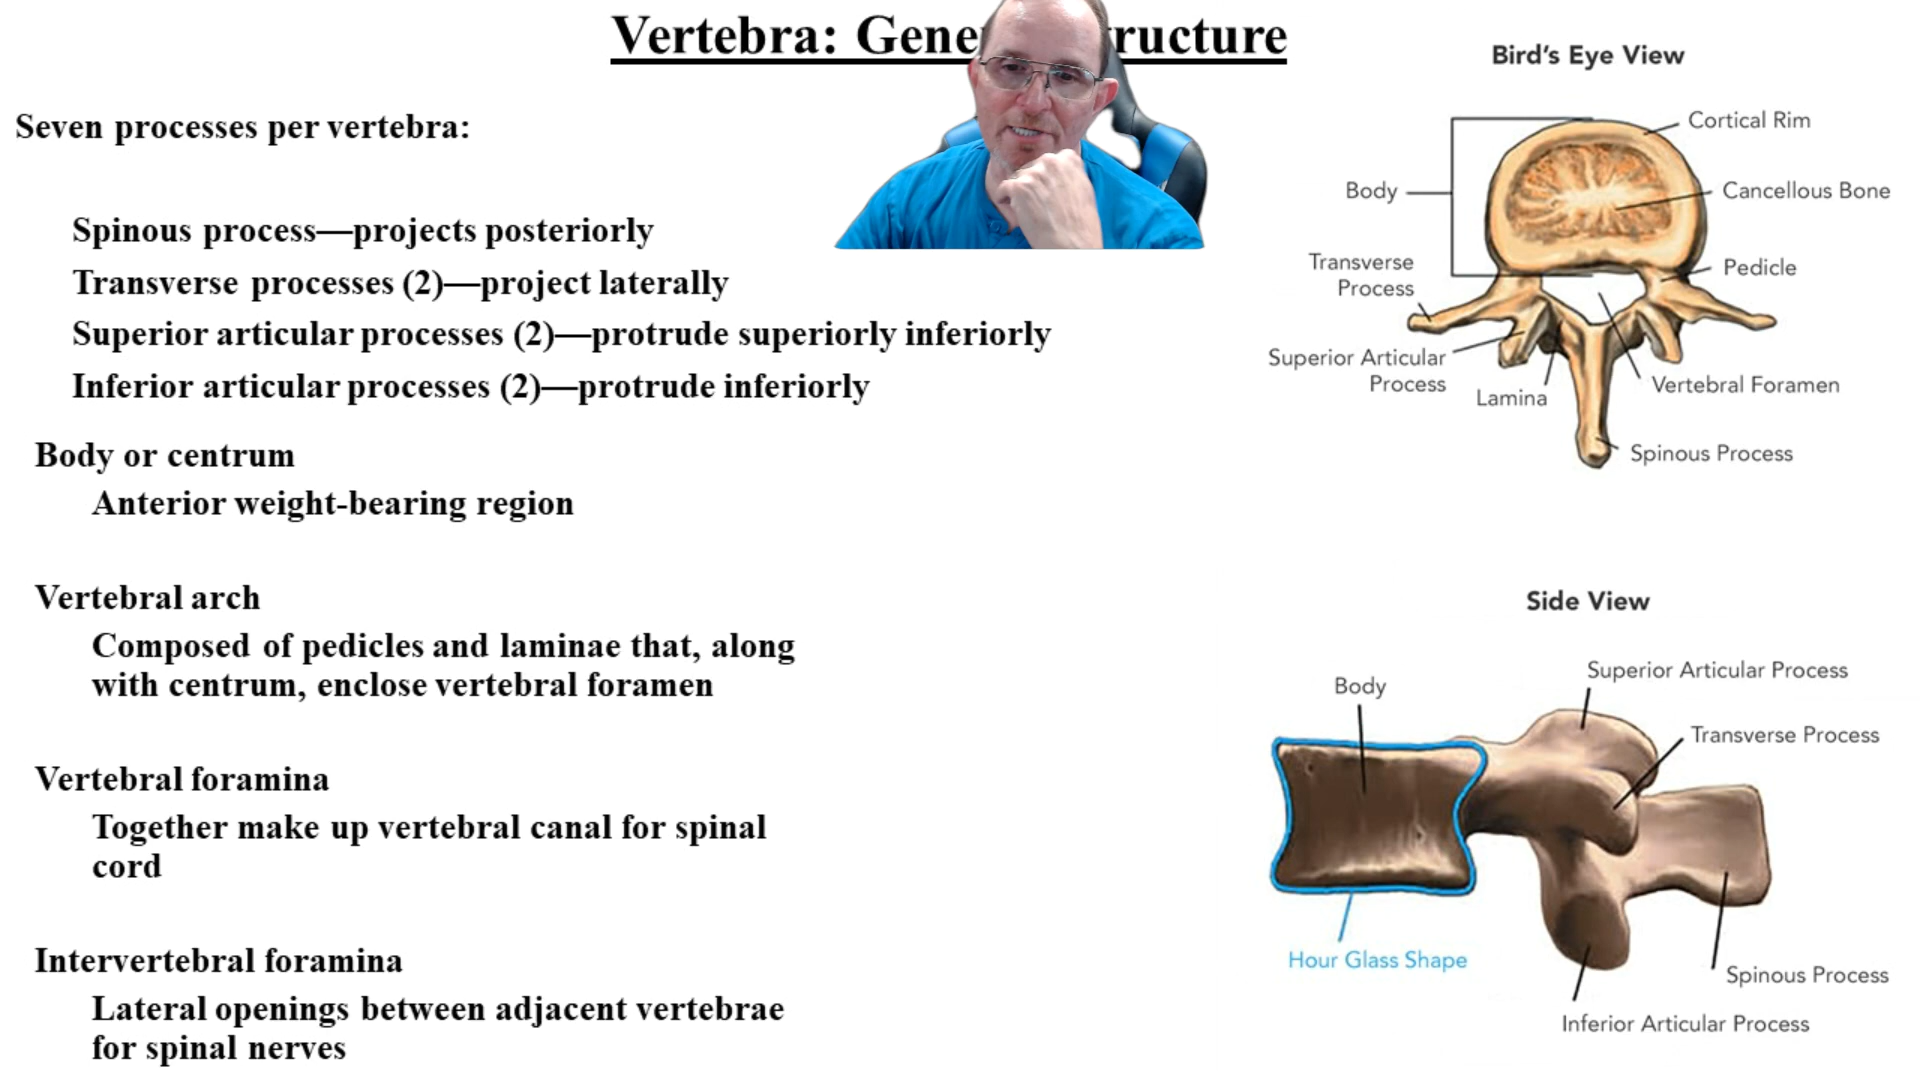 Vertebra: Gene ructure
Seven processes per vertebra:
Spinous process—projects posteriorly
Transverse processes (2)—project laterally
Superior articular processes (2)—protrude superiorly inferiorly
Inferior articular processes (2)—protrude inferiorly
Body or centrum
Anterior weight-bearing region
Vertebral arch
Composed of pedicles and laminae that, along
with centrum, enclose vertebral foramen
Vertebral foramina
Together make up vertebral canal for spinal
cord
Intervertebral foramina
Lateral openings between adjacent vertebrae
for spinal nerves
Bird's Eye View
Cortical Rim
Body
Cancellous Bone
Transverse
Process
Pedicle
Superior Articular
Process
Lamina
Vertebral Foramen
Spinous Process
Side View
Superior Articular Process
Body
Transverse Process
Hour Glass Shape
Spinous Process
Inferior Articular Process